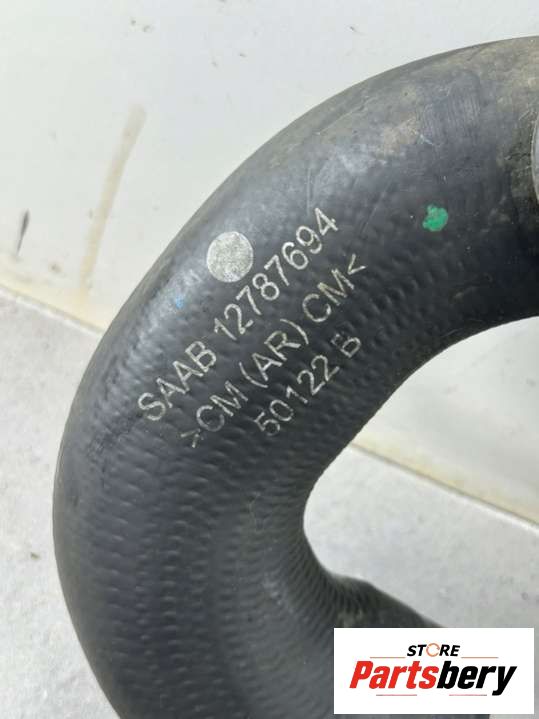 SAAB 12787694
>CM (AR) CM<
50122 B
STORE
Partsbery